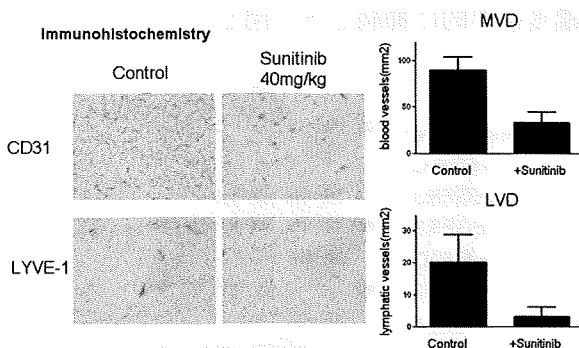 Immunohistochemistry
Control
Sunitinib
40mg/kg
CD31
LYVE-1
MVD
blood vessels(mm2)
100
50
0
Control
+Sunitinib
LVD
lymphatic vessels(mm2)
30
20
10
0
Control
+Sunitinib